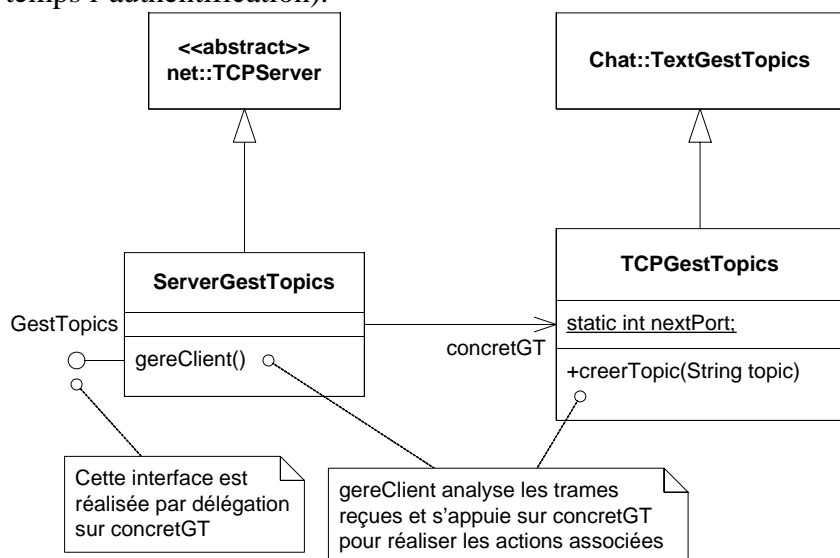 temps l'authentification).
<<abstract>>
net::TCPServer
Chat::TextGestTopics
ServerGestTopics
TCPGestTopics
GestTopics
gereClient()
concretGT
static int nextPort;
+creerTopic(String topic)
Cette interface est
réalisée par délégation
sur concretGT
gereClient analyse les trames
reçues et s'appuie sur concretGT
pour réaliser les actions associées